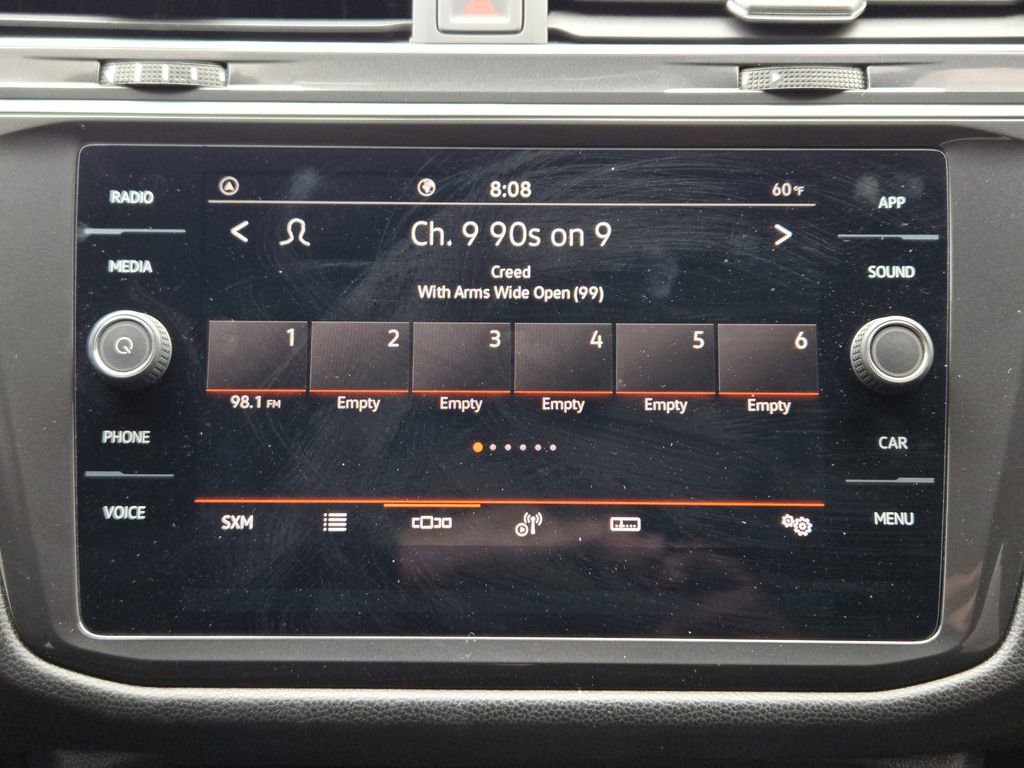 RADIO
MEDIA
PHONE
VOICE
8:08
60°F
Ch. 9 90s on 9
Creed
With Arms Wide Open (99)
1 2 3 4 5 6
98.1 FM Empty Empty Empty Empty Empty
SXM
APP
SOUND
CAR
MENU